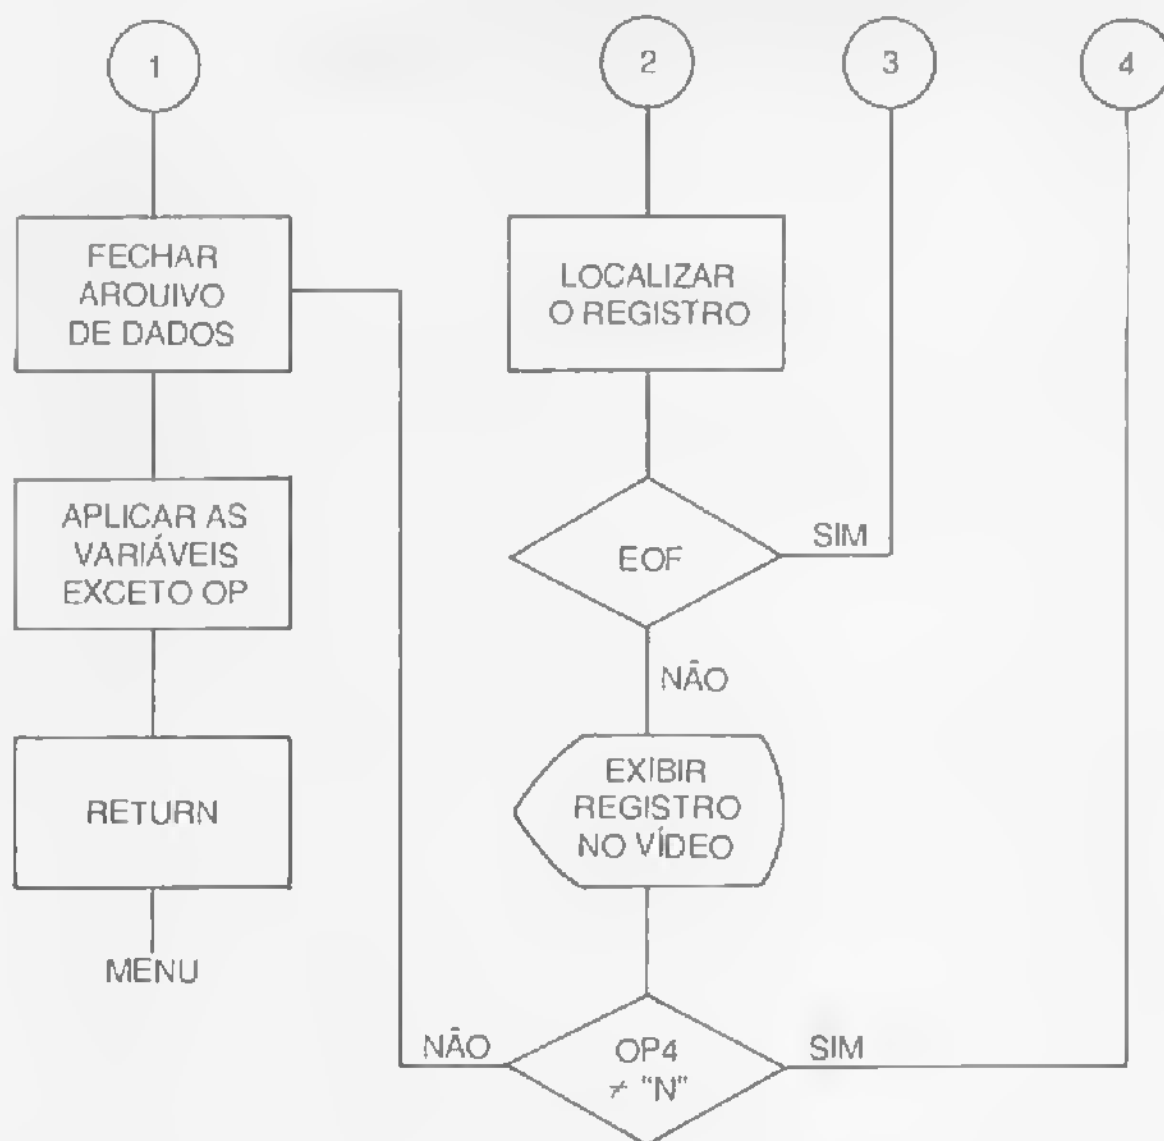 1
2
3
4
FECHAR
AROUIVO
DE DADOS
LOCALIZAR
O REGISTRO
APLICAR AS
VARIÁVEIS
EXCETO OP
EOF
SIM
NÃO
RETURN
EXIBIR
REGISTRO
NO VÍDEO
MENU
NÃO
OP4
≠ "N"
SIM